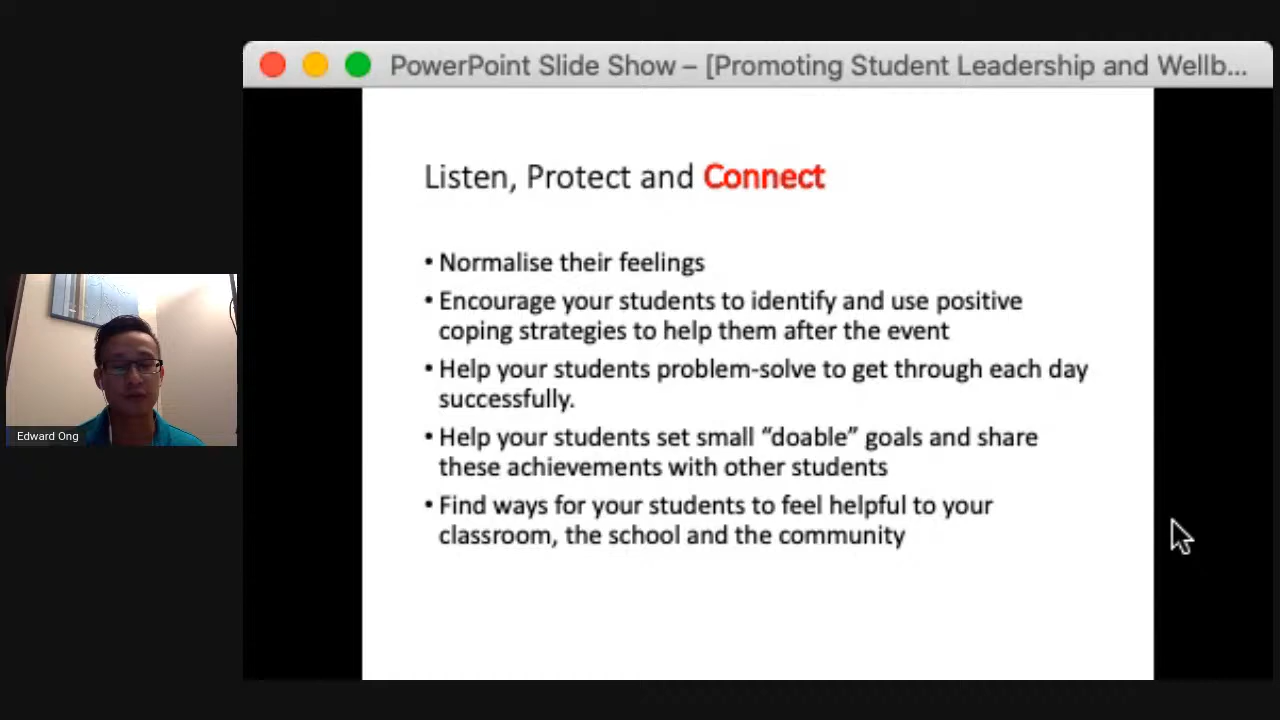 PowerPoint Slide Show – [Promoting Student Leadership and Wellb...
Listen, Protect and Connect
• Normalise their feelings
• Encourage your students to identify and use positive
coping strategies to help them after the event
• Help your students problem-solve to get through each day
successfully.
• Help your students set small “doable” goals and share
these achievements with other students
• Find ways for your students to feel helpful to your
classroom, the school and the community
Edward Ong